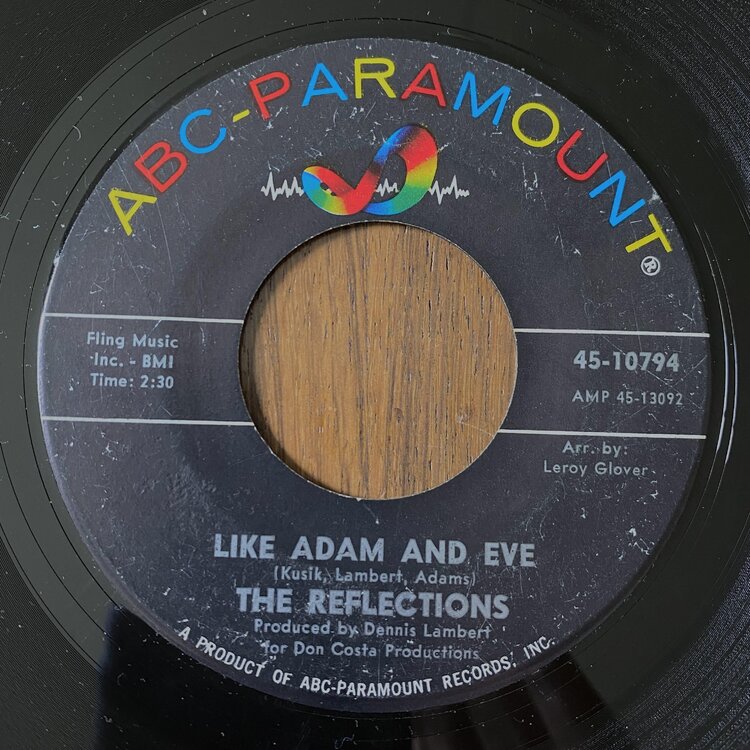 ABC-PARAMOUNT®
Fling Music
Inc. - BMI
Time: 2:30
45-10794
AMP 45-13092
Arr. by:
Leroy Glover
LIKE ADAM AND EVE
(Kusik, Lambert, Adams)
THE REFLECTIONS
Produced by Dennis Lambert
for Don Costa Productions
A PRODUCT OF ABC-PARAMOUNT RECORDS, INC.